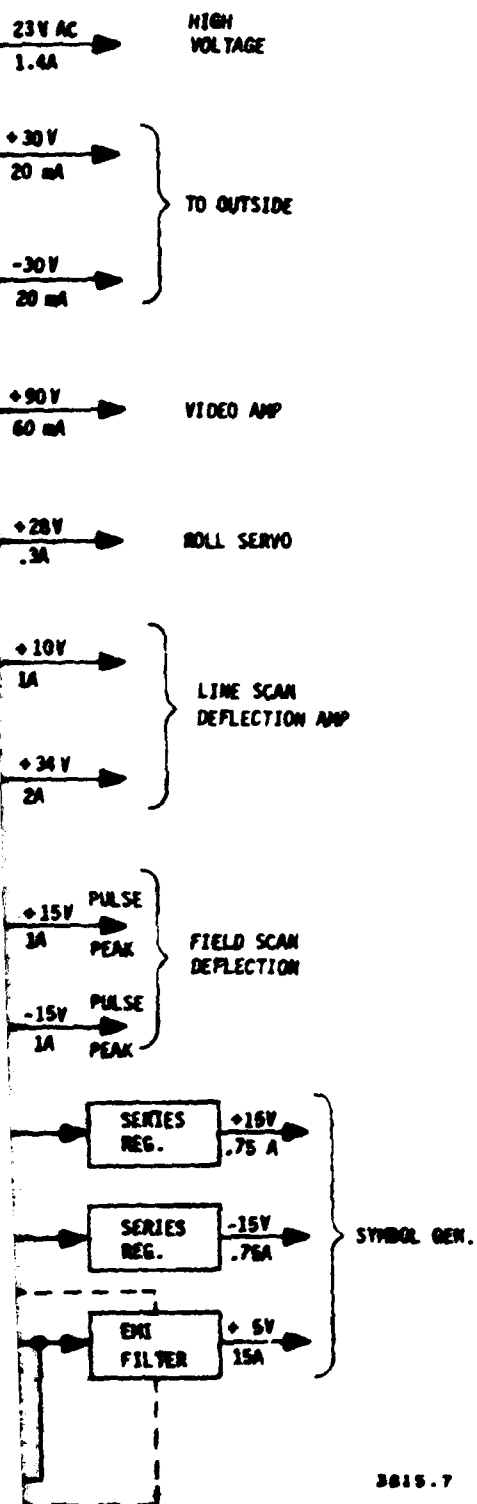 23V AC
1.4A
HIGH
VOLTAGE
+30V
20 mA
TO OUTSIDE
-30V
20 mA
+90V
60 mA
VIDEO AMP
+28V
.3A
ROLL SERVO
+10V
1A
LINE SCAN
DEFLECTION AMP
+34V
2A
+15V PULSE
1A PEAK
FIELD SCAN
DEFLECTION
-15V PULSE
1A PEAK
SERIES
REG.
+15V
.75 A
SERIES
REG.
-15V
.75A
SYMBOL GEN.
EMI
FILTER
+ 5V
15A
3615.7